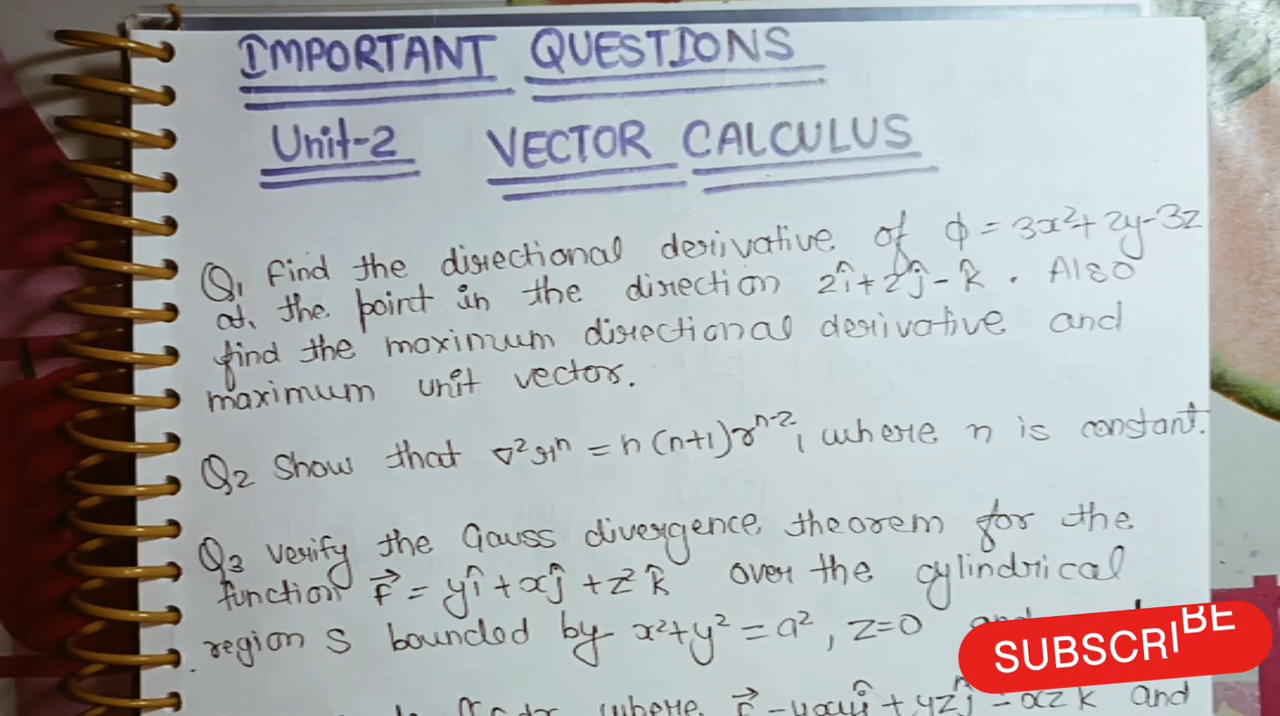 IMPORTANT QUESTIONS
Unit-2 VECTOR CALCULUS
Q1 Find the directional derivative of ϕ = 3x²+2y-3z
at the point in the direction 2î+2ĵ-k̂. Also
find the maximum directional derivative and
maximum unit vector.
Q2 Show that ∇²rⁿ = n(n+1)rⁿ⁻², where n is constant.
Q3 Verify the Gauss divergence theorem for the
function F⃗ = yî+xĵ+z²k̂ over the cylindrical
region S bounded by x²+y²=a², z=0
SUBSCRIBE
where and